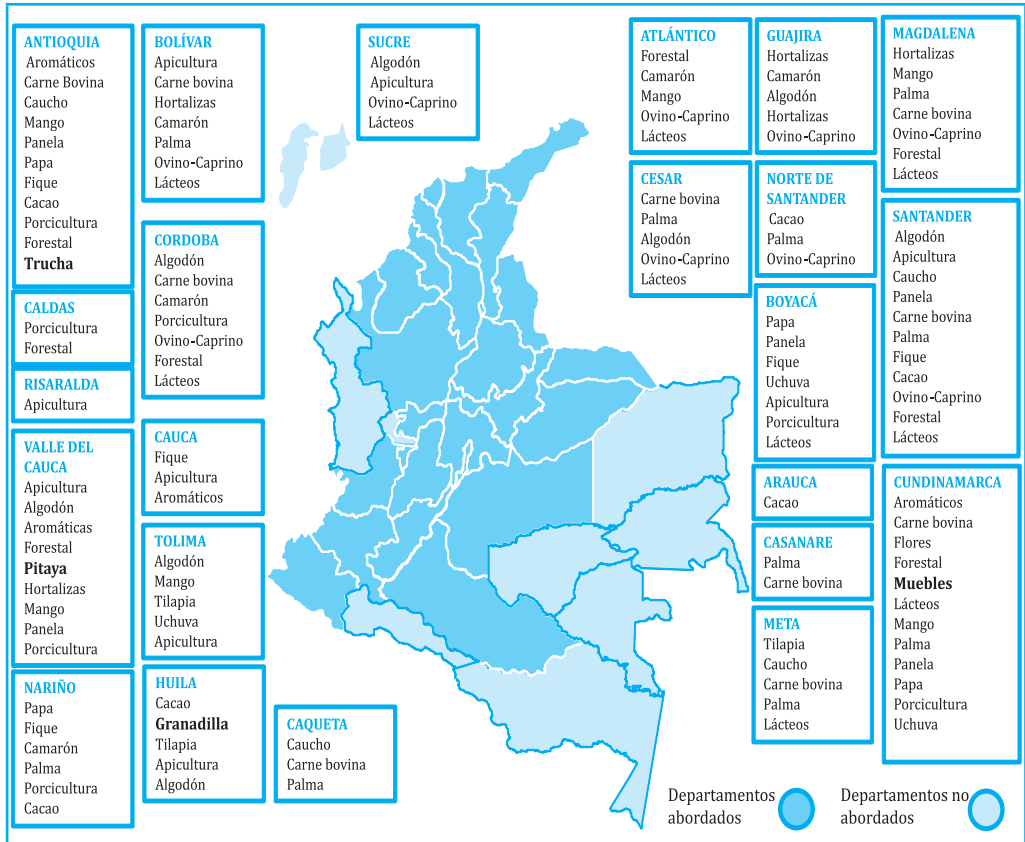 ANTIOQUIA
Aromáticos
Carne Bovina
Caucho
Mango
Panela
Papa
Fique
Cacao
Porcicultura
Forestal
Trucha
CALDAS
Porcicultura
Forestal
RISARALDA
Apicultura
VALLE DEL
CAUCA
Apicultura
Algodón
Aromáticas
Forestal
Pitaya
Hortalizas
Mango
Panela
Porcicultura
NARIÑO
Papa
Fique
Camarón
Palma
Porcicultura
Cacao
BOLÍVAR
Apicultura
Carne bovina
Hortalizas
Camarón
Palma
Ovino-Caprino
Lácteos
CORDOBA
Algodón
Carne bovina
Camarón
Porcicultura
Ovino-Caprino
Forestal
Lácteos
CAUCA
Fique
Apicultura
Aromáticos
TOLIMA
Algodón
Mango
Tilapia
Uchuva
Apicultura
HUILA
Cacao
Granadilla
Tilapia
Apicultura
Algodón
SUCRE
Algodón
Apicultura
Ovino-Caprino
Lácteos
CAQUETA
Caucho
Carne bovina
Palma
ATLÁNTICO
Forestal
Camarón
Mango
Ovino-Caprino
Lácteos
CESAR
Carne bovina
Palma
Algodón
Ovino-Caprino
Lácteos
GUAJIRA
Hortalizas
Camarón
Algodón
Hortalizas
Ovino-Caprino
NORTE DE
SANTANDER
Cacao
Palma
Ovino-Caprino
BOYACÁ
Papa
Panela
Fique
Uchuva
Apicultura
Porcicultura
Lácteos
ARAUCA
Cacao
CASANARE
Palma
Carne bovina
META
Tilapia
Caucho
Carne bovina
Palma
Lácteos
MAGDALENA
Hortalizas
Mango
Palma
Carne bovina
Ovino-Caprino
Forestal
Lácteos
SANTANDER
Algodón
Apicultura
Caucho
Panela
Carne bovina
Palma
Fique
Cacao
Ovino-Caprino
Forestal
Lácteos
CUNDINAMARCA
Aromáticos
Carne bovina
Flores
Forestal
Muebles
Lácteos
Mango
Palma
Panela
Papa
Porcicultura
Uchuva
Departamentos
abordados
Departamentos no
abordados